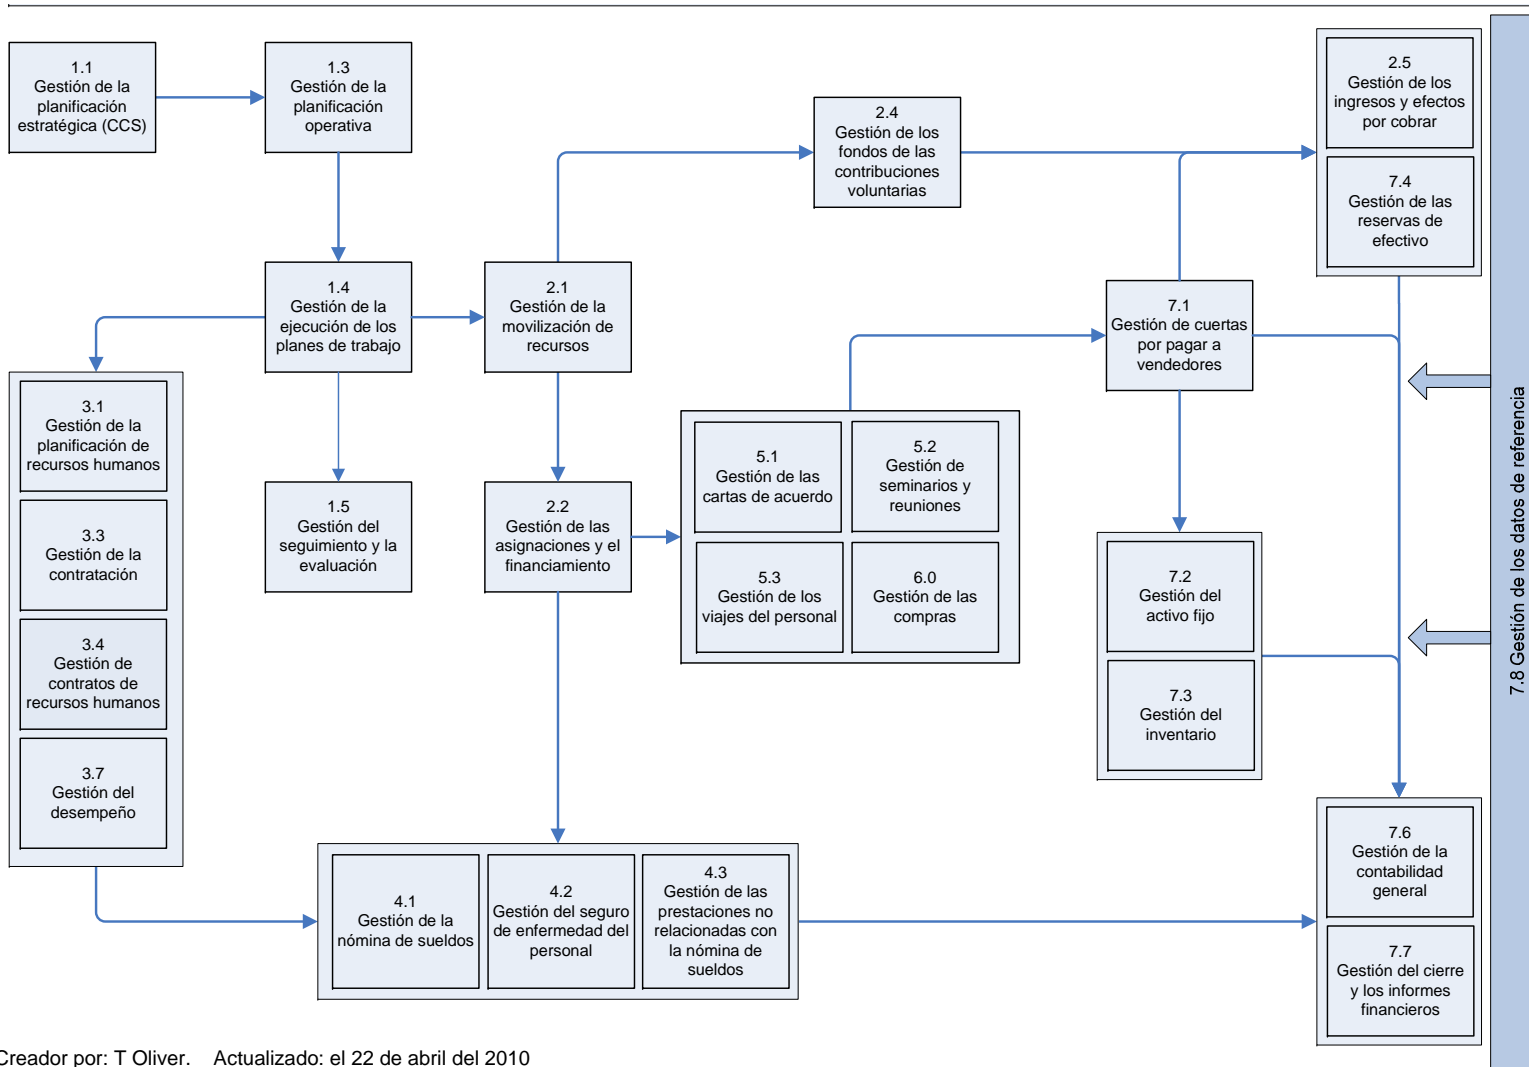 1.1
Gestión de la
planificación
estratégica (CCS)
1.3
Gestión de la
planificación
operativa
2.4
Gestión de los
fondos de las
contribuciones
voluntarias
2.5
Gestión de los
ingresos y efectos
por cobrar
7.4
Gestión de las
reservas de
efectivo
1.4
Gestión de la
ejecución de los
planes de trabajo
2.1
Gestión de la
movilización de
recursos
7.1
Gestión de cuertas
por pagar a
vendedores
3.1
Gestión de la
planificación de
recursos humanos
3.3
Gestión de la
contratación
3.4
Gestión de
contratos de
recursos humanos
3.7
Gestión del
desempeño
1.5
Gestión del
seguimiento y la
evaluación
2.2
Gestión de las
asignaciones y el
financiamiento
5.1
Gestión de las
cartas de acuerdo
5.2
Gestión de
seminarios y
reuniones
5.3
Gestión de los
viajes del personal
6.0
Gestión de las
compras
7.2
Gestión del
activo fijo
7.3
Gestión del
inventario
4.1
Gestión de la
nómina de sueldos
4.2
Gestión del seguro
de enfermedad del
personal
4.3
Gestión de las
prestaciones no
relacionadas con
la nómina de
sueldos
7.6
Gestión de la
contabilidad
general
7.7
Gestión del cierre
y los informes
financieros
7.8 Gestión de los datos de referencia
Creador por: T Oliver. Actualizado: el 22 de abril del 2010